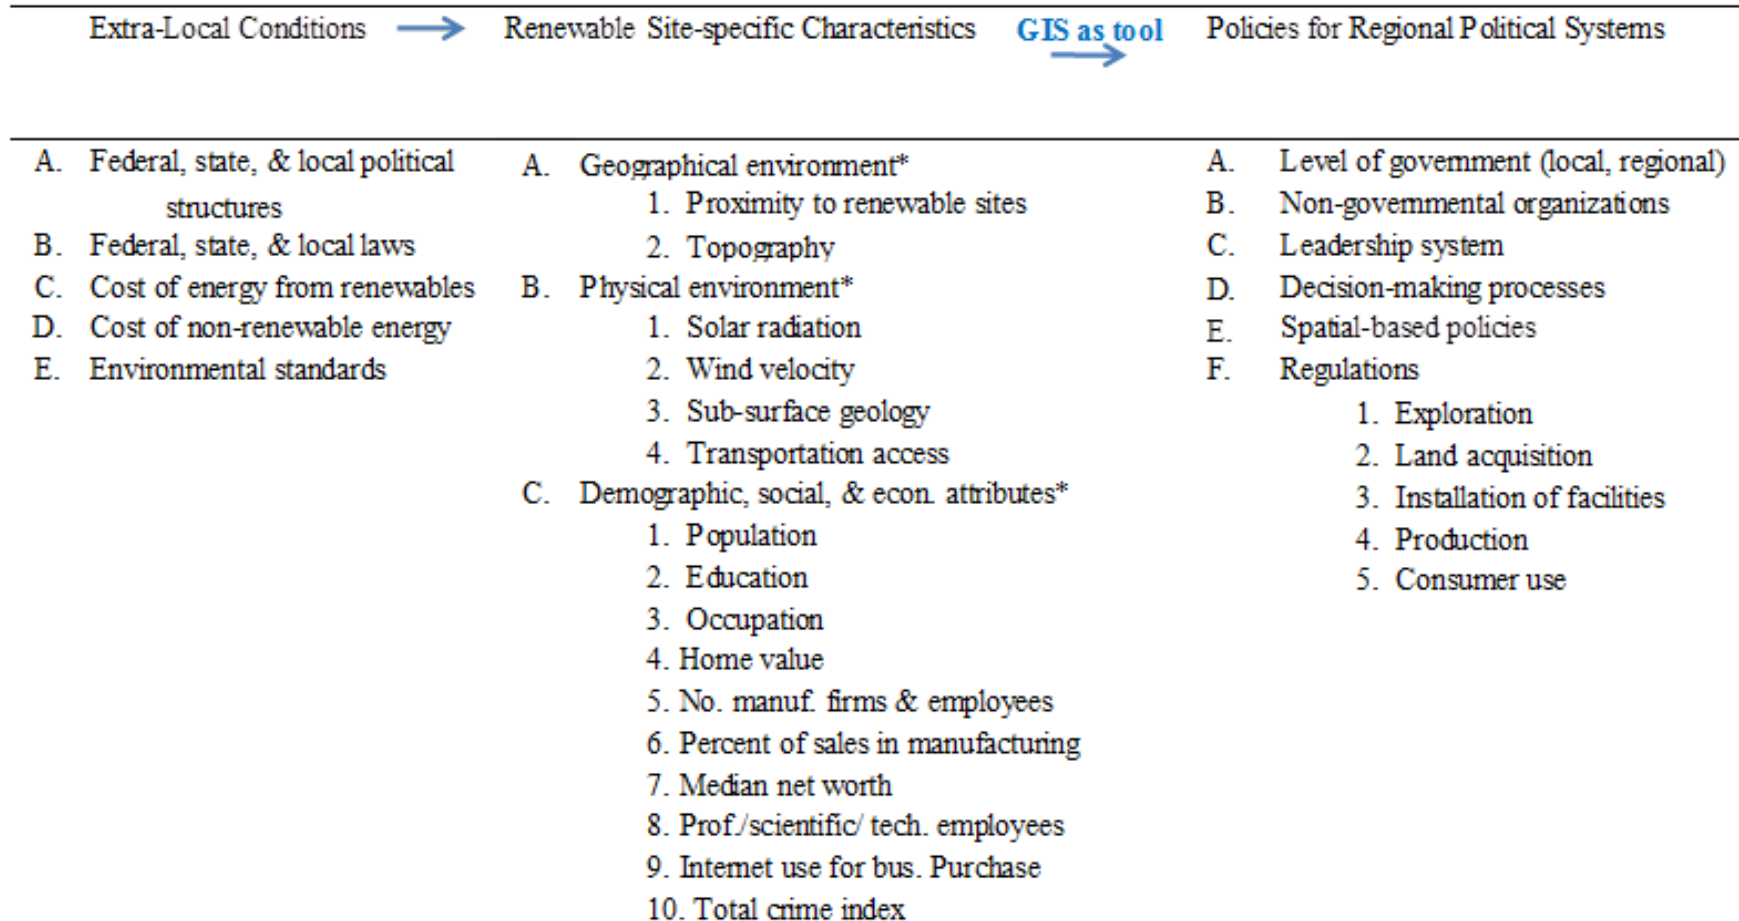 Extra-Local Conditions
Renewable Site-specific Characteristics
GIS as tool
Policies for Regional Political Systems
A. Federal, state, & local political
structures
B. Federal, state, & local laws
C. Cost of energy from renewables
D. Cost of non-renewable energy
E. Environmental standards
A. Geographical environment*
1. Proximity to renewable sites
2. Topography
B. Physical environment*
1. Solar radiation
2. Wind velocity
3. Sub-surface geology
4. Transportation access
C. Demographic, social, & econ. attributes*
1. Population
2. Education
3. Occupation
4. Home value
5. No. manuf. firms & employees
6. Percent of sales in manufacturing
7. Median net worth
8. Prof./scientific/ tech. employees
9. Internet use for bus. Purchase
10. Total crime index
A. Level of government (local, regional)
B. Non-governmental organizations
C. Leadership system
D. Decision-making processes
E. Spatial-based policies
F. Regulations
1. Exploration
2. Land acquisition
3. Installation of facilities
4. Production
5. Consumer use